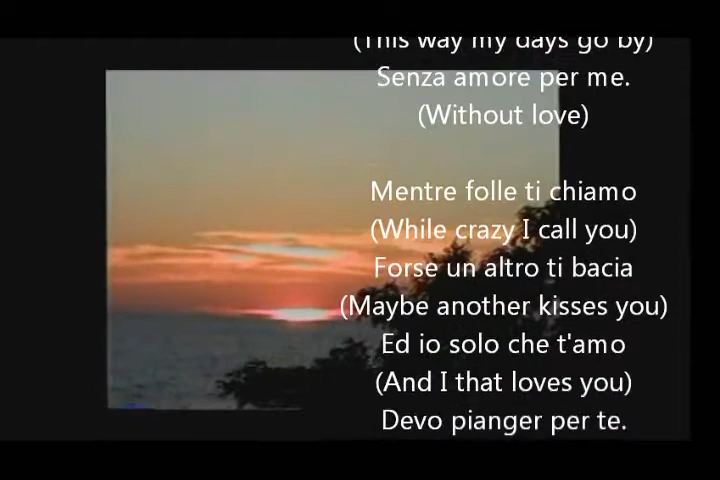 (This way my days go by)
Senza amore per me.
(Without love)
Mentre folle ti chiamo
(While crazy I call you)
Forse un altro ti bacia
(Maybe another kisses you)
Ed io solo che t'amo
(And I that loves you)
Devo pianger per te.